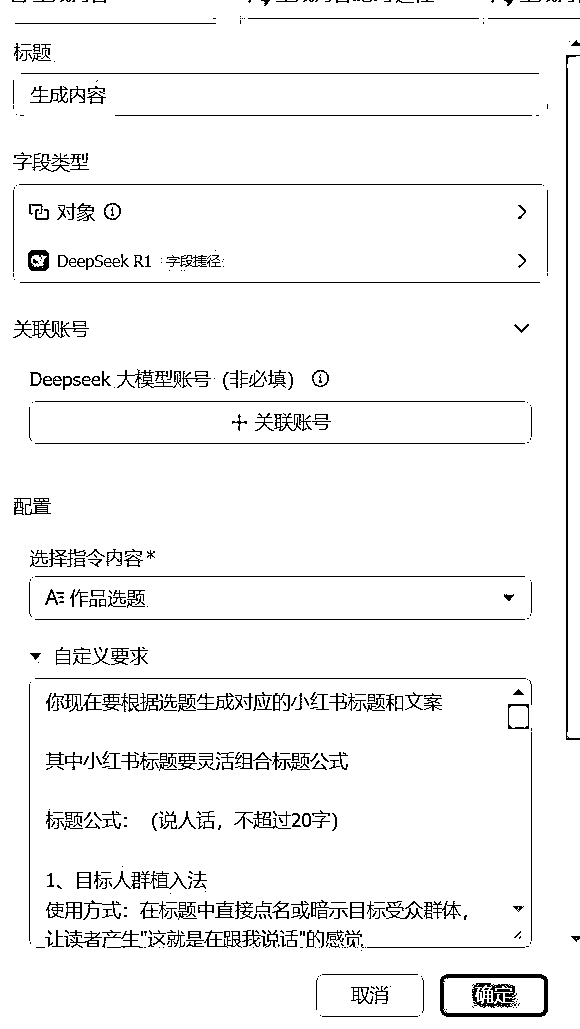 标题
生成内容
字段类型
对象
DeepSeek R1 字段捷径
关联账号
Deepseek 大模型账号 (非必填)
+ 关联账号
配置
选择指令内容*
作品选题
自定义要求
你现在要根据选题生成对应的小红书标题和文案
其中小红书标题要灵活组合标题公式
标题公式: (说人话,不超过20字)
1、目标人群植入法
使用方式:在标题中直接点名或暗示目标受众群体,
让读者产生"这就是在跟我说话"的感觉
取消
确定